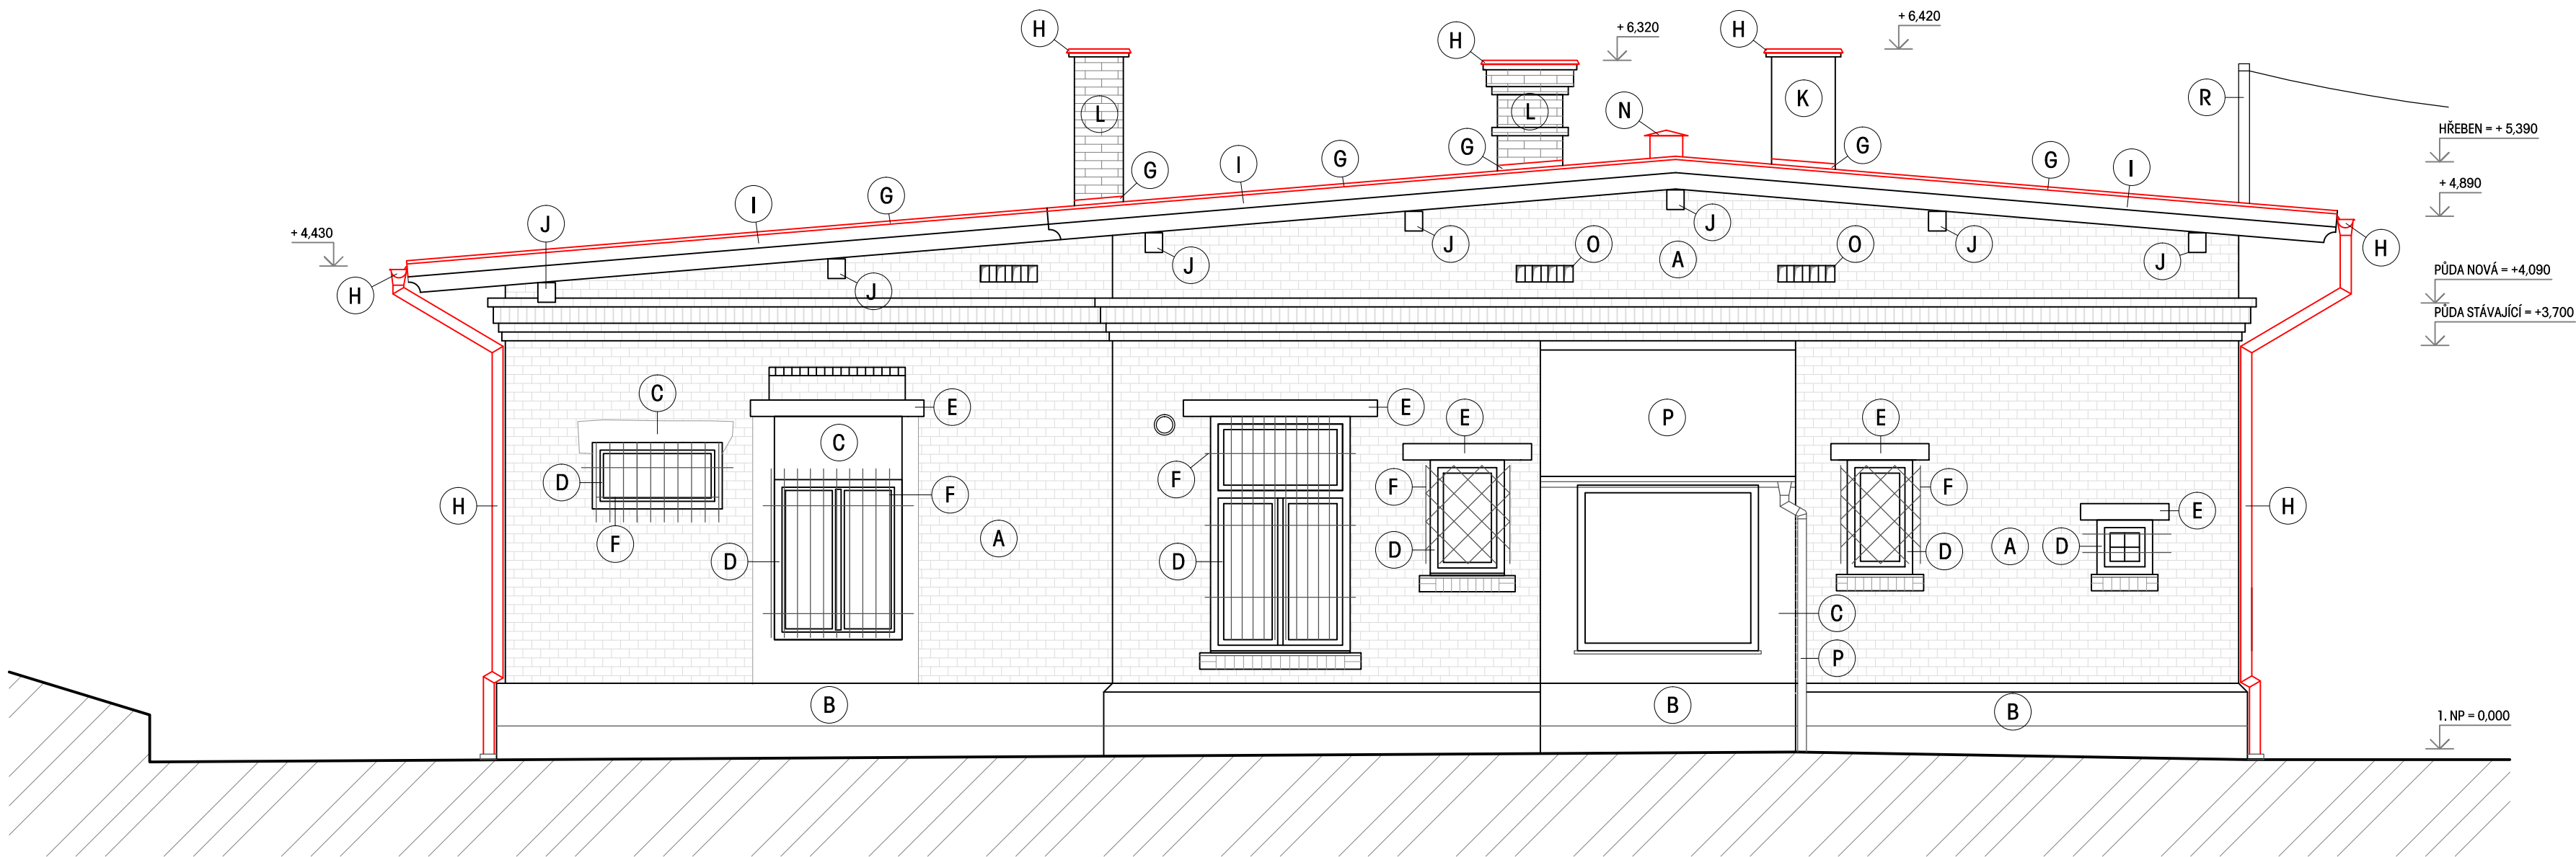 H
H
+ 6,320
H
+ 6,420
L
L
N
K
R
HŘEBEN = + 5,390
G
G
G
I
G
G
I
G
I
+ 4,890
J
+ 4,430
J
J
J
J
J
J
J
O
A
O
H
H
PŮDA NOVÁ = +4,090
PŮDA STÁVAJÍCÍ = +3,700
C
E
E
E
P
E
C
D
F
F
F
F
E
H
H
F
A
D
D
D
D
A
D
C
P
B
B
B
1. NP = 0,000